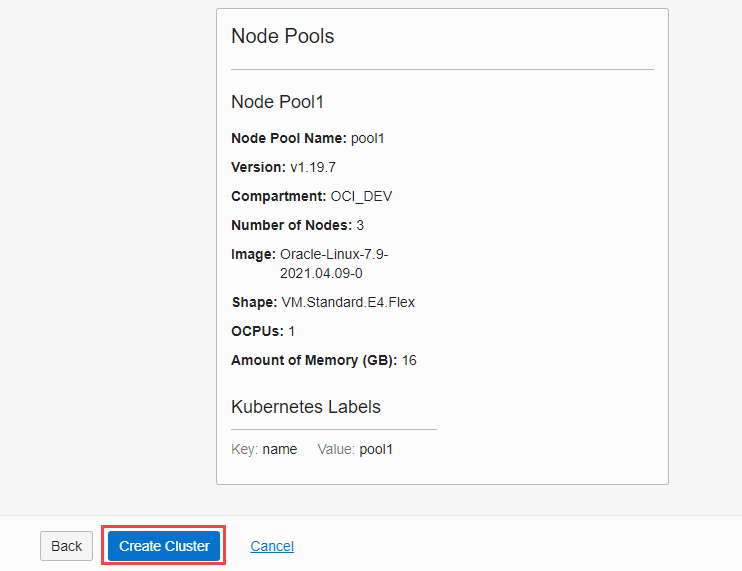 Node Pools
Node Pool1
Node Pool Name: pool1
Version: v1.19.7
Compartment: OCI_DEV
Number of Nodes: 3
Image: Oracle-Linux-7.9-
2021.04.09-0
Shape: VM.Standard.E4.Flex
OCPUs: 1
Amount of Memory (GB): 16
Kubernetes Labels
Key: name Value: pool1
Back Create Cluster Cancel